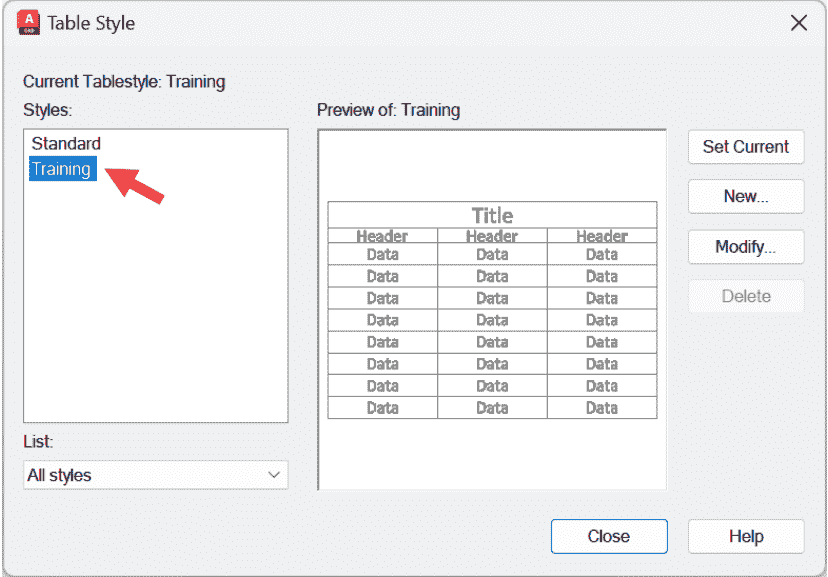 Table Style
Current Tablestyle: Training
Styles:
Standard
Training
List:
All styles
Preview of: Training
Title
Header Header Header
Data Data Data
Data Data Data
Data Data Data
Data Data Data
Data Data Data
Data Data Data
Data Data Data
Data Data Data
Set Current
New...
Modify...
Delete
Close
Help